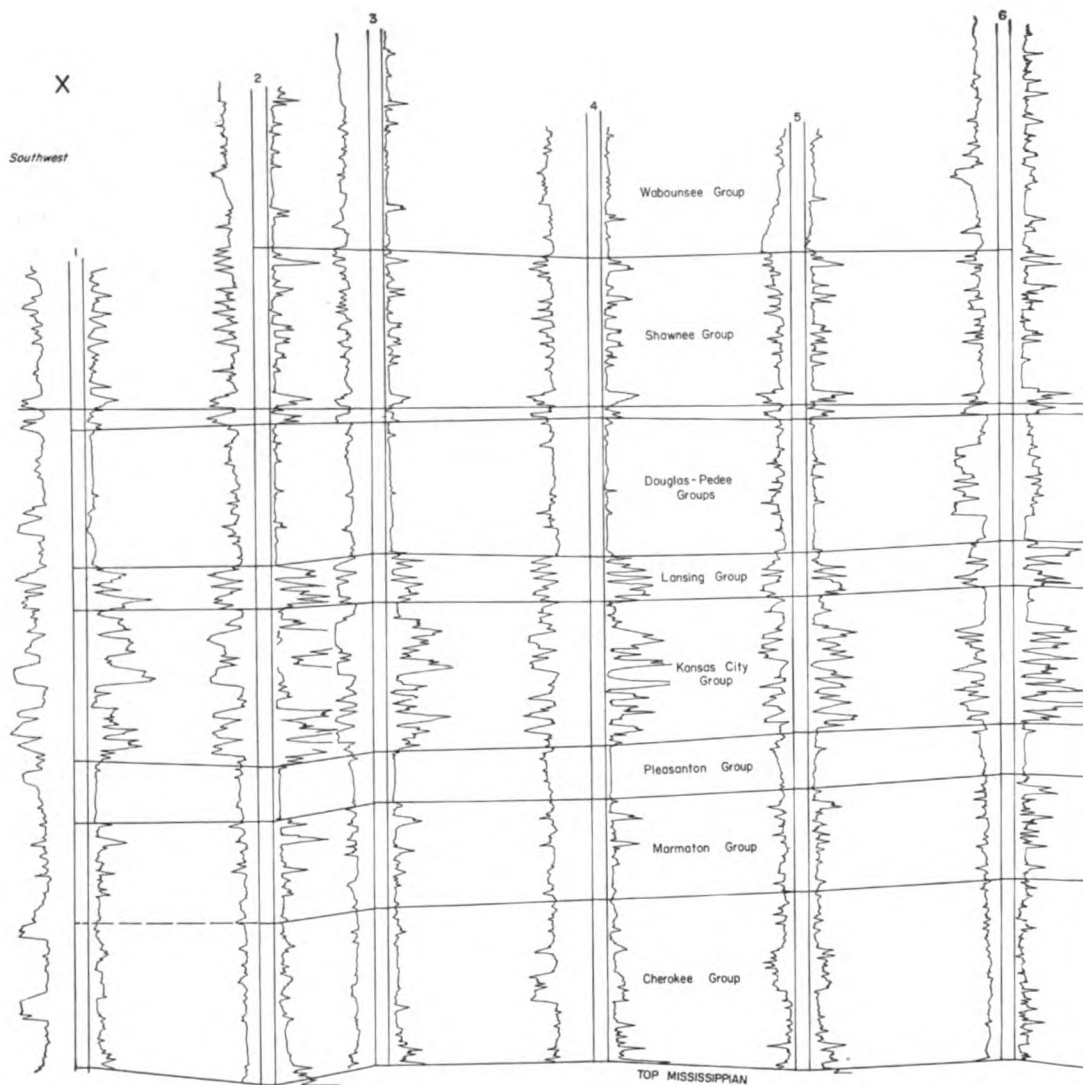 X
Southwest
1
2
3
4
5
6
Wabaunsee Group
Shawnee Group
Douglas-Pedee
Groups
Lansing Group
Kansas City
Group
Pleasanton Group
Marmaton Group
Cherokee Group
TOP MISSISSIPPIAN